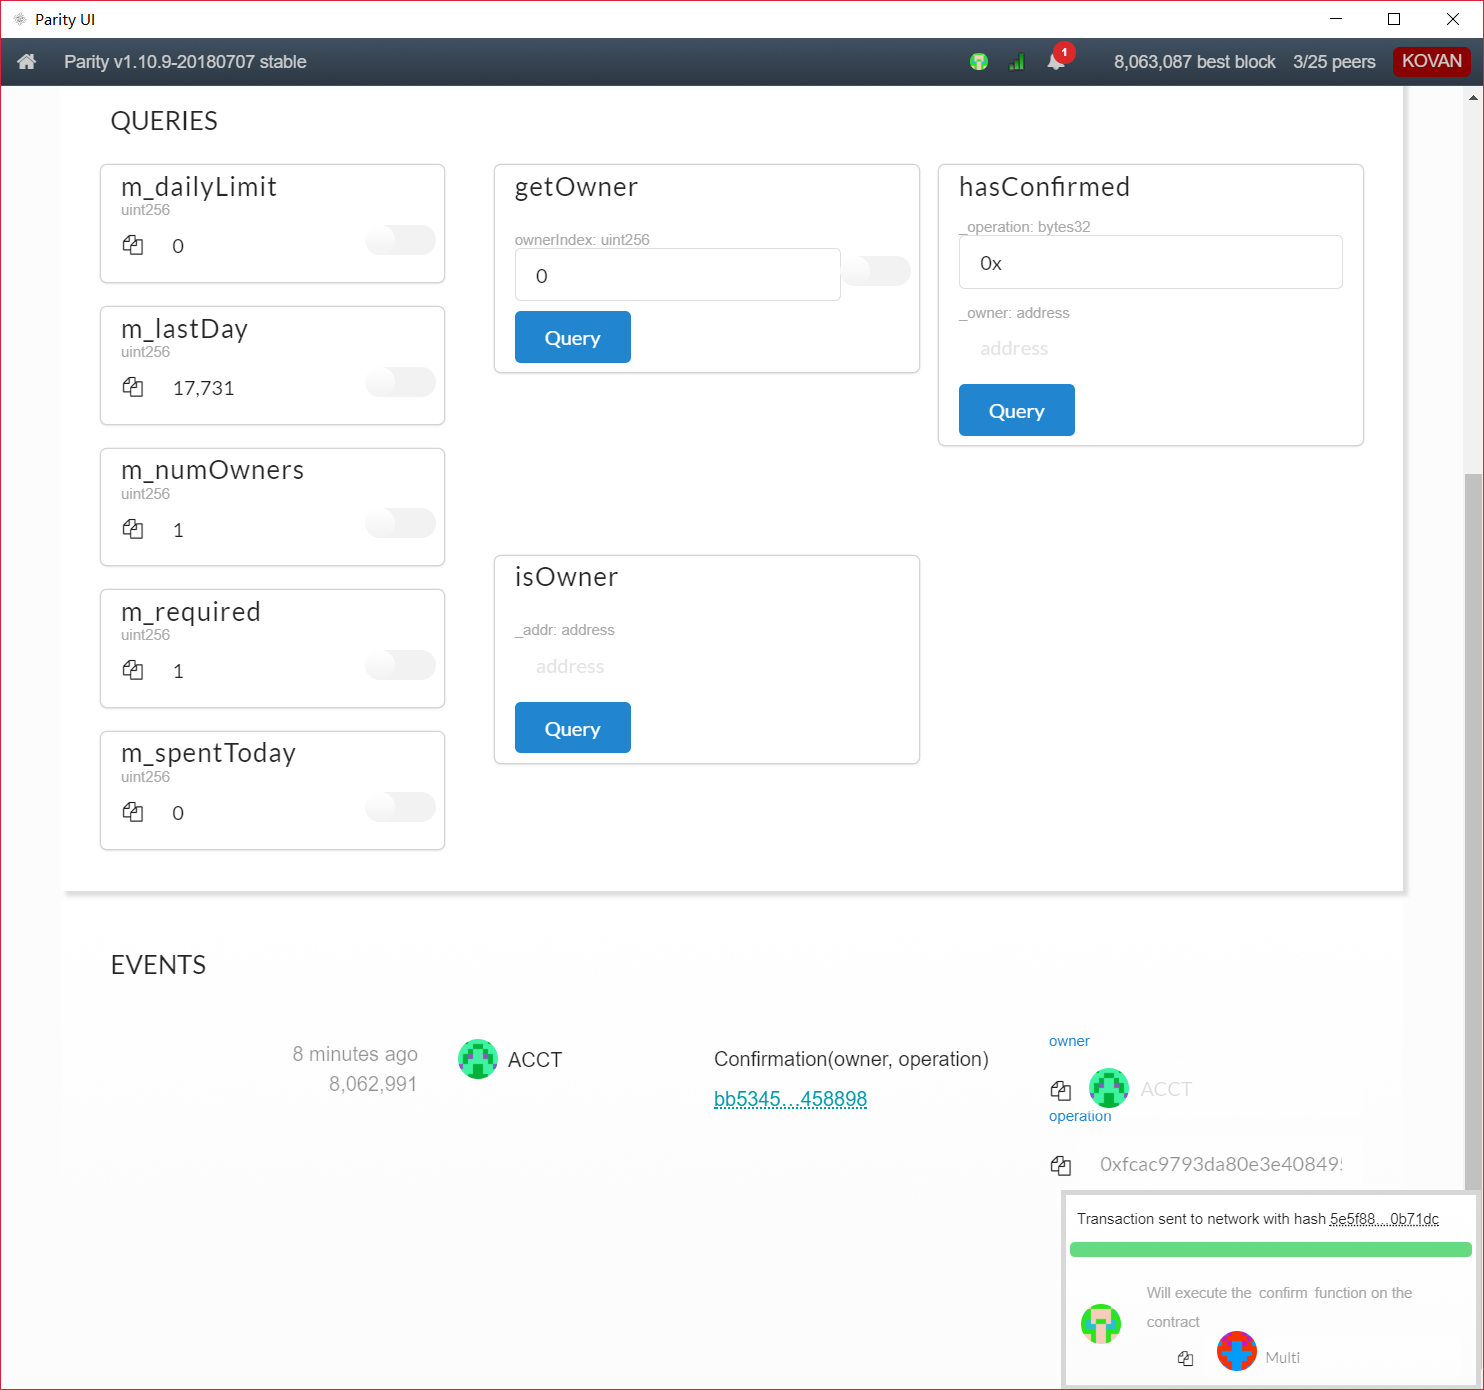 Parity UI
Parity v1.10.9-20180707 stable
1
8,063,087 best block
3/25 peers
KOVAN
QUERIES
m_dailyLimit
uint256
0
m_lastDay
uint256
17,731
m_numOwners
uint256
1
m_required
uint256
1
m_spentToday
uint256
0
getOwner
ownerIndex: uint256
0
Query
isOwner
_addr: address
address
Query
hasConfirmed
_operation: bytes32
0x
_owner: address
address
Query
EVENTS
8 minutes ago
8,062,991
ACCT
Confirmation(owner, operation)
bb5345...458898
owner
ACCT
operation
0xfcac9793da80e3e40849
Transaction sent to network with hash 5e5f88...0b71dc
Will execute the confirm function on the
contract
Multi